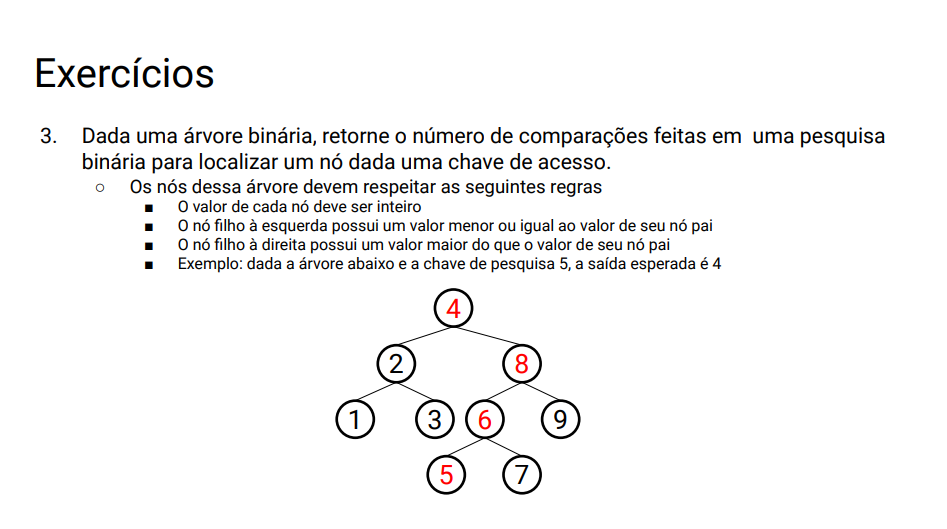 Exercícios
3. Dada uma árvore binária, retorne o número de comparações feitas em uma pesquisa
binária para localizar um nó dada uma chave de acesso.
○ Os nós dessa árvore devem respeitar as seguintes regras
■ O valor de cada nó deve ser inteiro
■ O nó filho à esquerda possui um valor menor ou igual ao valor de seu nó pai
■ O nó filho à direita possui um valor maior do que o valor de seu nó pai
■ Exemplo: dada a árvore abaixo e a chave de pesquisa 5, a saída esperada é 4
4
2 8
1 3 6 9
5 7